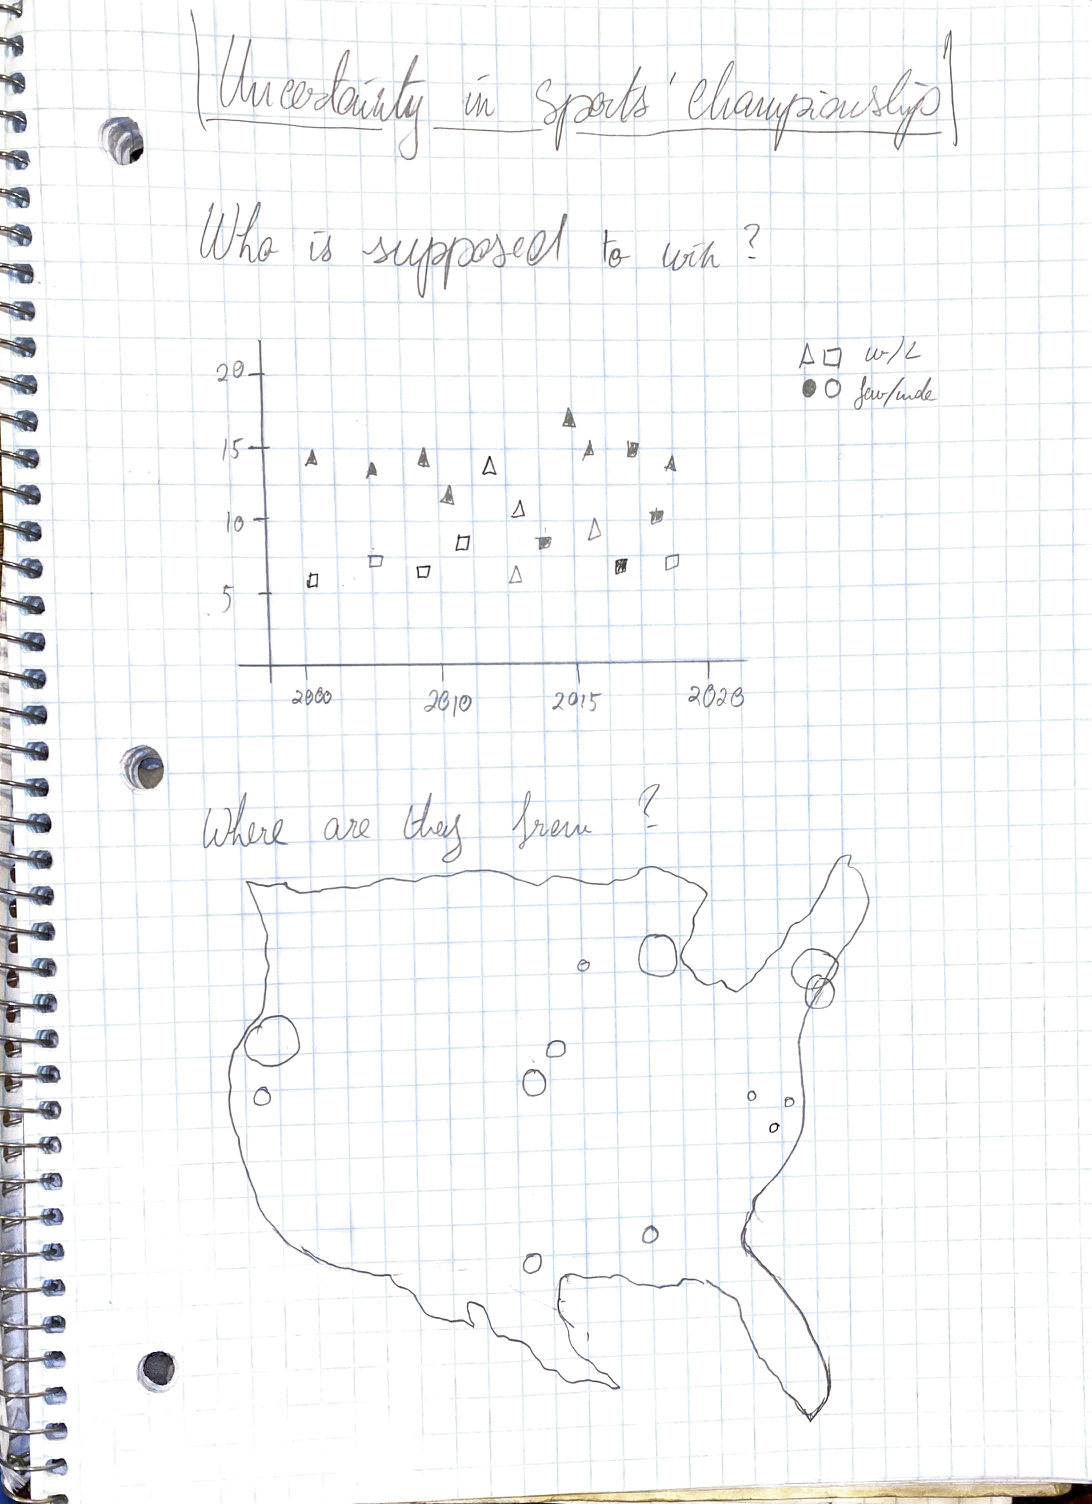 Uncertainty in Sports' Championship
Who is supposed to win?
20
15
10
5
2000 2010 2015 2020
w/L
fav/unde
Where are they from?